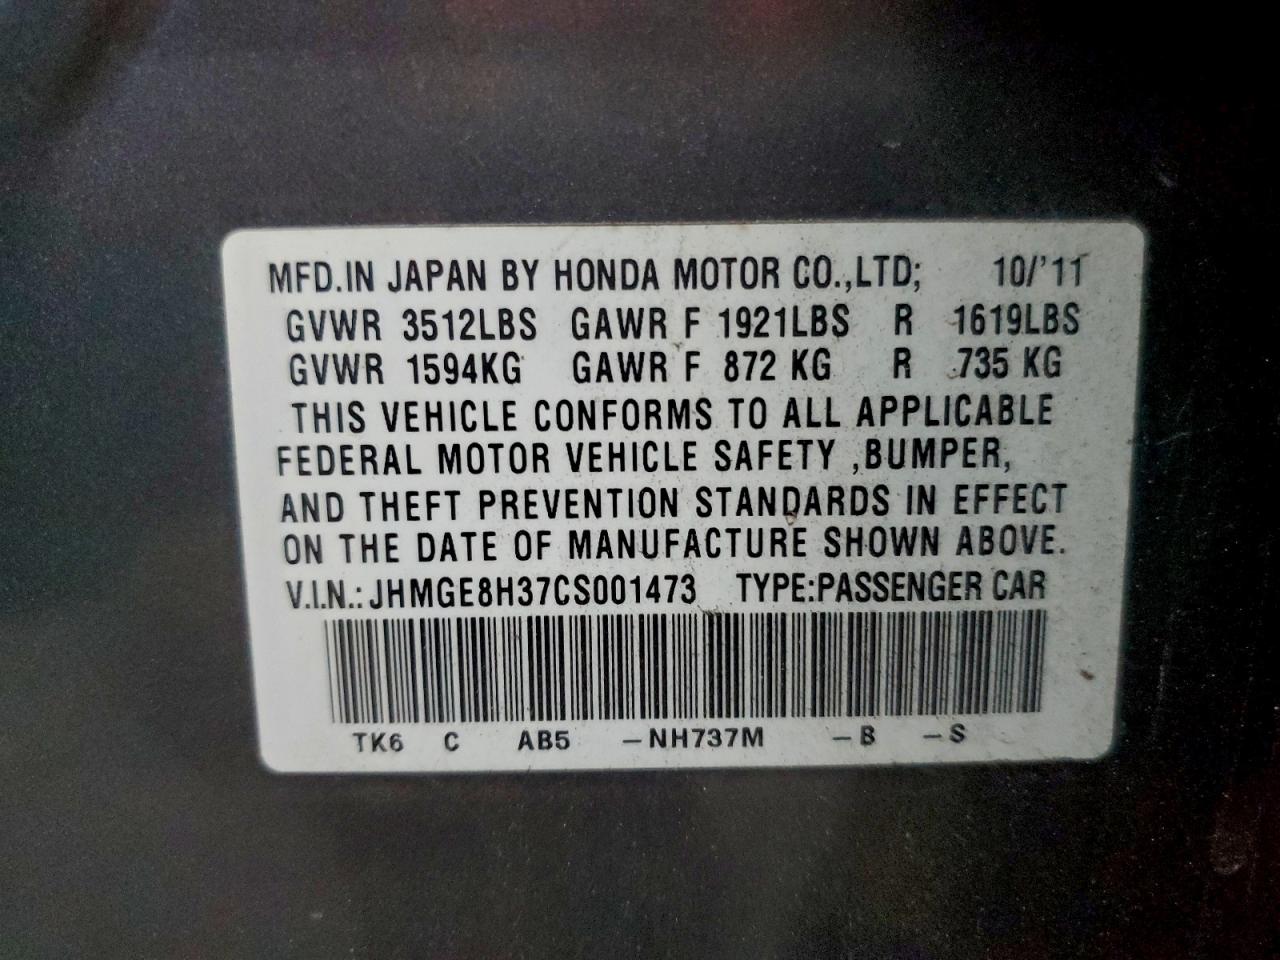 MFD.IN JAPAN BY HONDA MOTOR CO.,LTD; 10/'11
GVWR 3512LBS GAWR F 1921LBS R 1619LBS
GVWR 1594KG GAWR F 872 KG R 735 KG
THIS VEHICLE CONFORMS TO ALL APPLICABLE
FEDERAL MOTOR VEHICLE SAFETY ,BUMPER,
AND THEFT PREVENTION STANDARDS IN EFFECT
ON THE DATE OF MANUFACTURE SHOWN ABOVE.
V.I.N.: JHMGE8H37CS001473 TYPE:PASSENGER CAR
TK6 C AB5 –NH737M –B –S